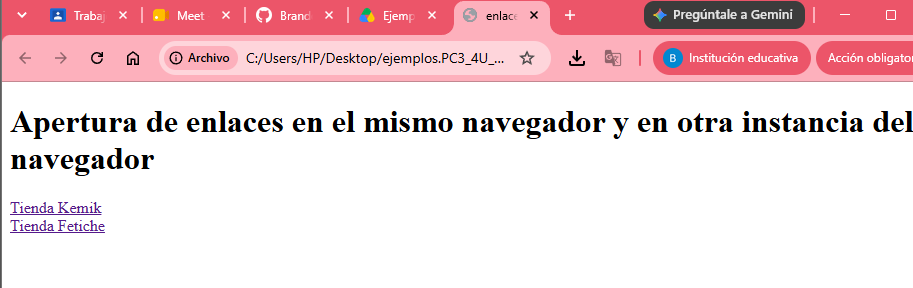 Trabaj
Meet
Brand
Ejemp
enlace
Pregúntale a Gemini
Archivo
C:/Users/HP/Desktop/ejemplos.PC3_4U_...
B
Institución educativa
Acción obligator
Apertura de enlaces en el mismo navegador y en otra instancia del
navegador
Tienda Kemik
Tienda Fetiche